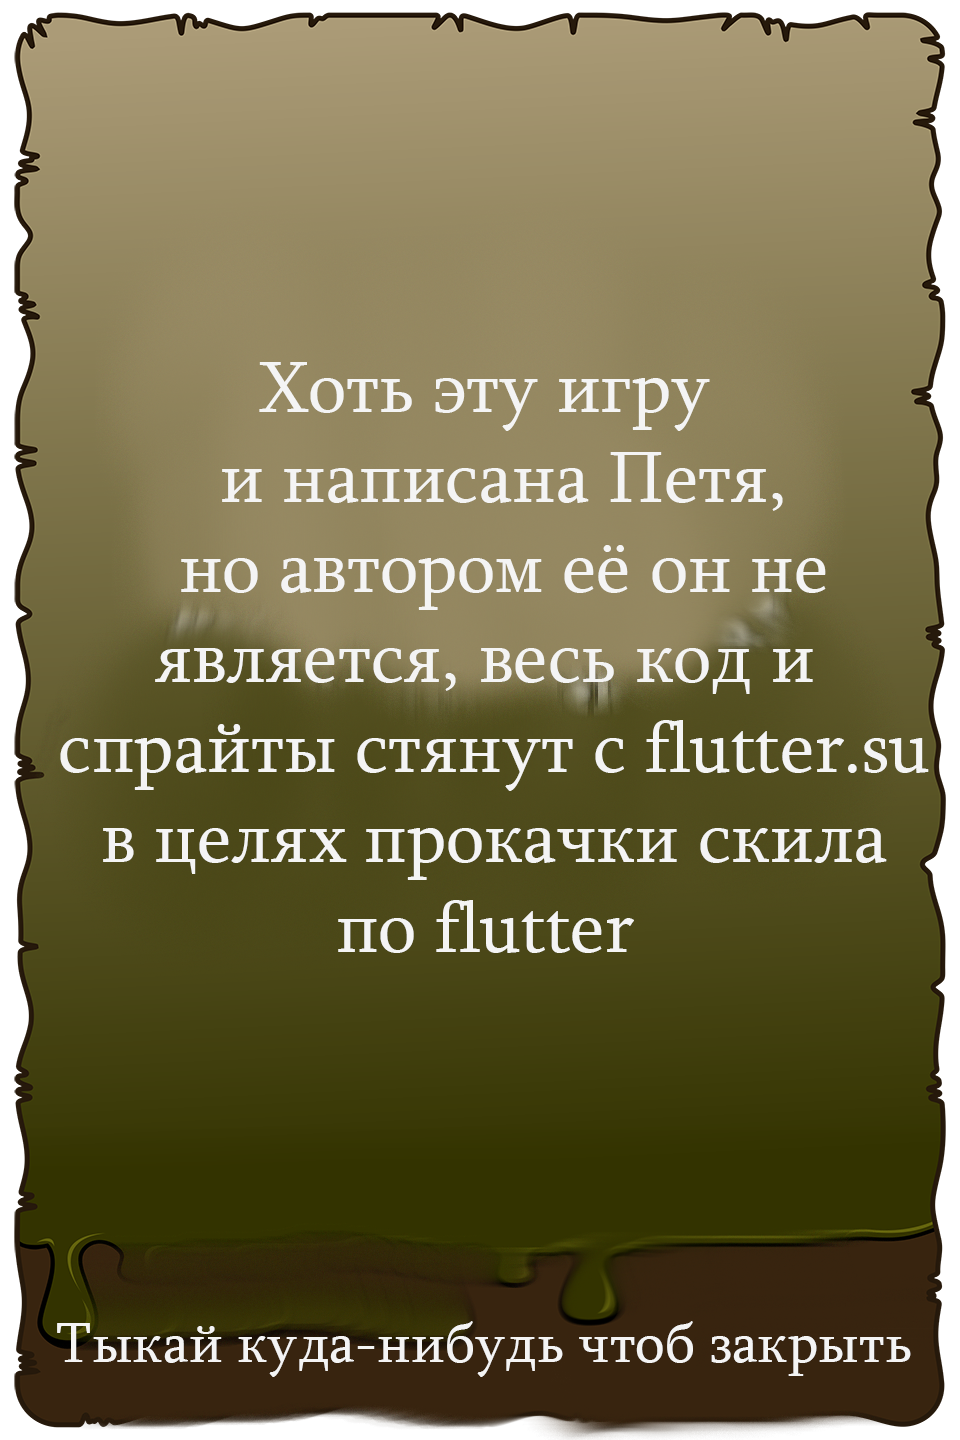 Хоть эту игру
и написана Петя,
но автором её он не
является, весь код и
спрайты стянут с flutter.su
в целях прокачки скила
по flutter
Тыкай куда-нибудь чтоб закрыть